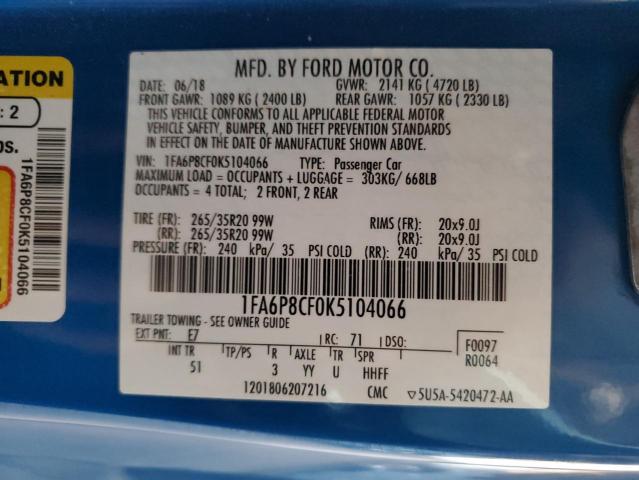 ATION
: 2
os.
1FA6P8CF0K5104066
MFD. BY FORD MOTOR CO.
DATE: 06/18 GVWR: 2141 KG ( 4720 LB)
FRONT GAWR: 1089 KG ( 2400 LB) REAR GAWR: 1057 KG ( 2330 LB)
THIS VEHICLE CONFORMS TO ALL APPLICABLE FEDERAL MOTOR
VEHICLE SAFETY, BUMPER, AND THEFT PREVENTION STANDARDS
IN EFFECT ON THE DATE OF MANUFACTURE SHOWN ABOVE.
VIN: 1FA6P8CF0K5104066 TYPE: Passenger Car
MAXIMUM LOAD = OCCUPANTS + LUGGAGE = 303KG/ 668LB
OCCUPANTS = 4 TOTAL; 2 FRONT, 2 REAR
TIRE (FR): 265/35R20 99W RIMS (FR): 20x9.0J
(RR): 265/35R20 99W (RR): 20x9.0J
PRESSURE (FR): 240 kPa/ 35 PSI COLD (RR): 240 kPa/ 35 PSI COLD
1FA6P8CF0K5104066
TRAILER TOWING - SEE OWNER GUIDE
EXT PNT: E7 RC: 71 DSO: F0097
INT TR TP/PS R AXLE TR SPR R0064
51 3 YY U HHFF
1201806207216 CMC ▽5U5A-5420472-AA